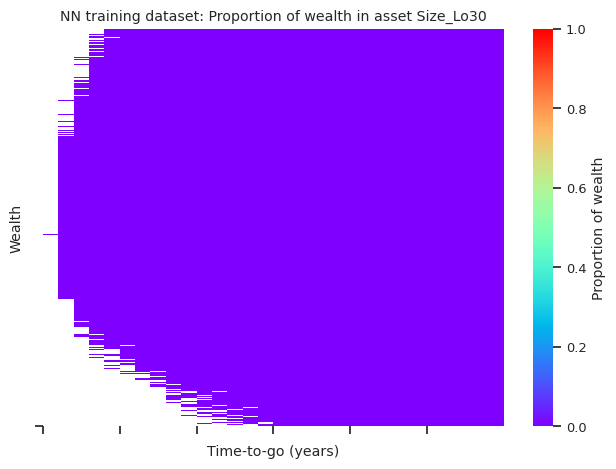 NN training dataset: Proportion of wealth in asset Size_Lo30
Wealth
Time-to-go (years)
1.0
0.8
0.6
0.4
0.2
0.0
Proportion of wealth